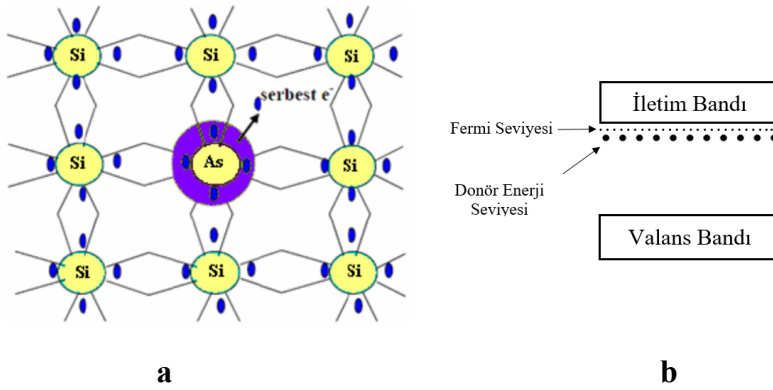 Si Si Si
serbest e⁻
Si As Si
Si Si Si
a
İletim Bandı
Fermi Seviyesi
Donör Enerji
Seviyesi
Valans Bandı
b